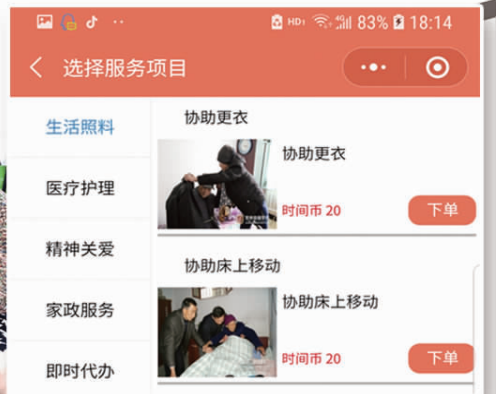 HD1 4G 83% 18:14
选择服务项目
生活照料
医疗护理
精神关爱
家政服务
即时代办
协助更衣
协助更衣
时间币 20
下单
协助床上移动
协助床上移动
时间币 20
下单